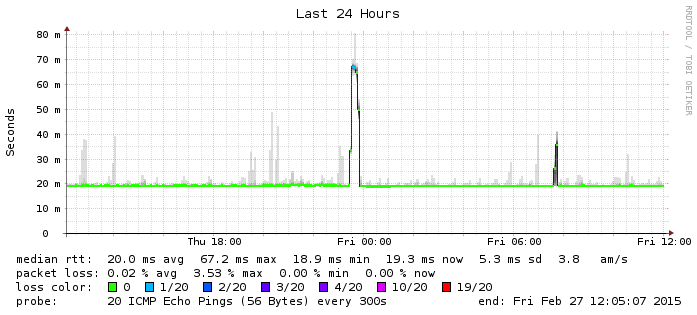 Last 24 Hours
RRDTOOL / TOBI OETIKER
Seconds
80 m
70 m
60 m
50 m
40 m
30 m
20 m
10 m
0
Thu 18:00 Fri 00:00 Fri 06:00 Fri 12:00
median rtt: 20.0 ms avg 67.2 ms max 18.9 ms min 19.3 ms now 5.3 ms sd 3.8 am/s
packet loss: 0.02 % avg 3.53 % max 0.00 % min 0.00 % now
loss color: 0 1/20 2/20 3/20 4/20 10/20 19/20
probe: 20 ICMP Echo Pings (56 Bytes) every 300s end: Fri Feb 27 12:05:07 2015